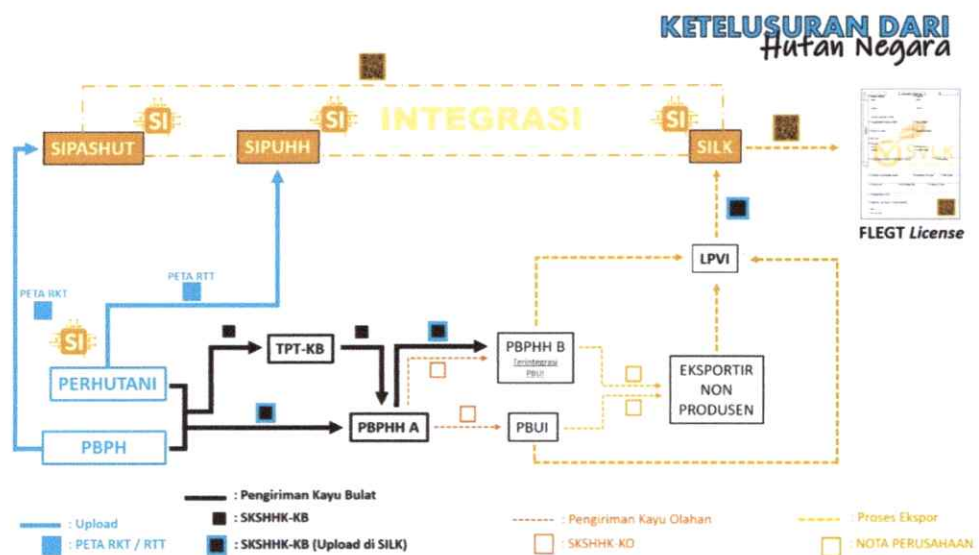 KETELUSURAN DARI
Hutan Negara
INTEGRASI
SI
SI
SI
SIPASHUT
SIPUHH
SILK
SVLK
FLEGT License
LPVI
PETA RTT
PETA RKT
SI
TPT-KB
PBPHH B
Terintegrasi
PBUI
EKSPORTIR
NON
PRODUSEN
PERHUTANI
PBPHH A
PBUI
PBPH
: Pengiriman Kayu Bulat
: SKSHHK-KB
: SKSHHK-KB (Upload di SILK)
: Upload
: PETA RKT / RTT
: Pengiriman Kayu Olahan
: SKSHHK-KO
: Proses Ekspor
: NOTA PERUSAHAAN